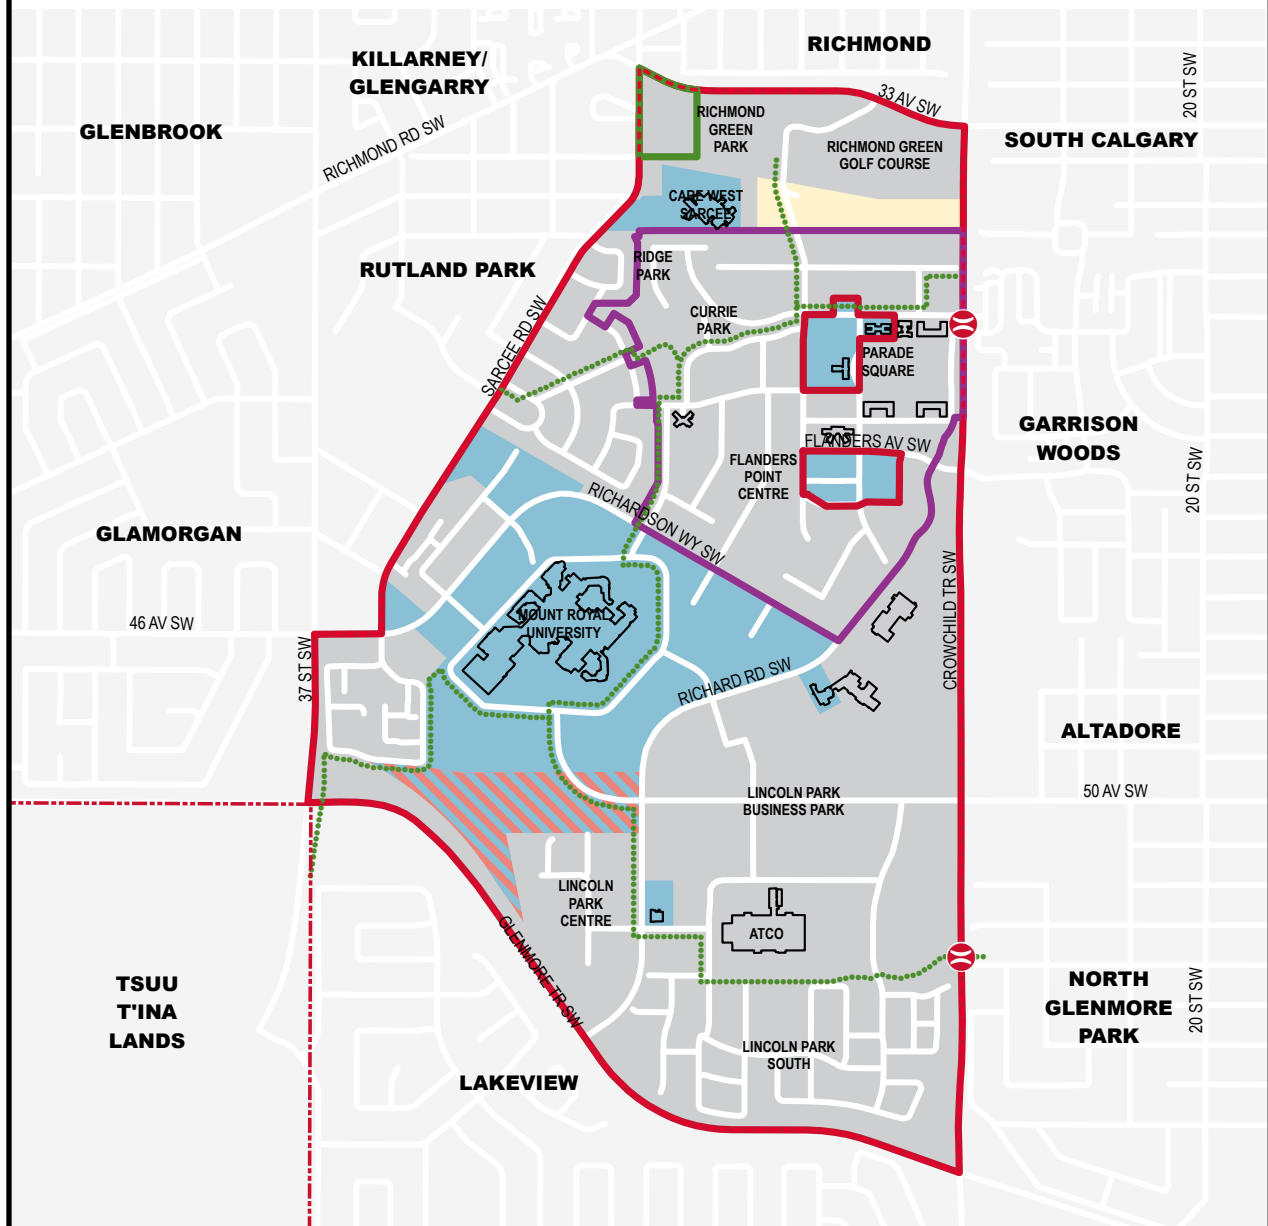 RICHMOND
KILLARNEY/
GLENGARRY
20 ST SW
33 AV SW
RICHMOND
GREEN
PARK
GLENBROOK
RICHMOND RD SW
SOUTH CALGARY
RICHMOND GREEN
GOLF COURSE
CARE WEST
SARCEE
RUTLAND PARK
RIDGE
PARK
CURRIE
PARK
SARCEE RD SW
PARADE
SQUARE
GARRISON
WOODS
FLANDERS AV SW
FLANDERS
POINT
CENTRE
20 ST SW
RICHARDSON WY SW
GLAMORGAN
46 AV SW
MOUNT ROYAL
UNIVERSITY
CROWCHILD TR SW
37 ST SW
RICHARD RD SW
ALTADORE
50 AV SW
LINCOLN PARK
BUSINESS PARK
LINCOLN
PARK
CENTRE
ATCO
GLENMORE TR SW
TSUU
T'INA
LANDS
NORTH
GLENMORE
PARK
20 ST SW
LINCOLN PARK
SOUTH
LAKEVIEW